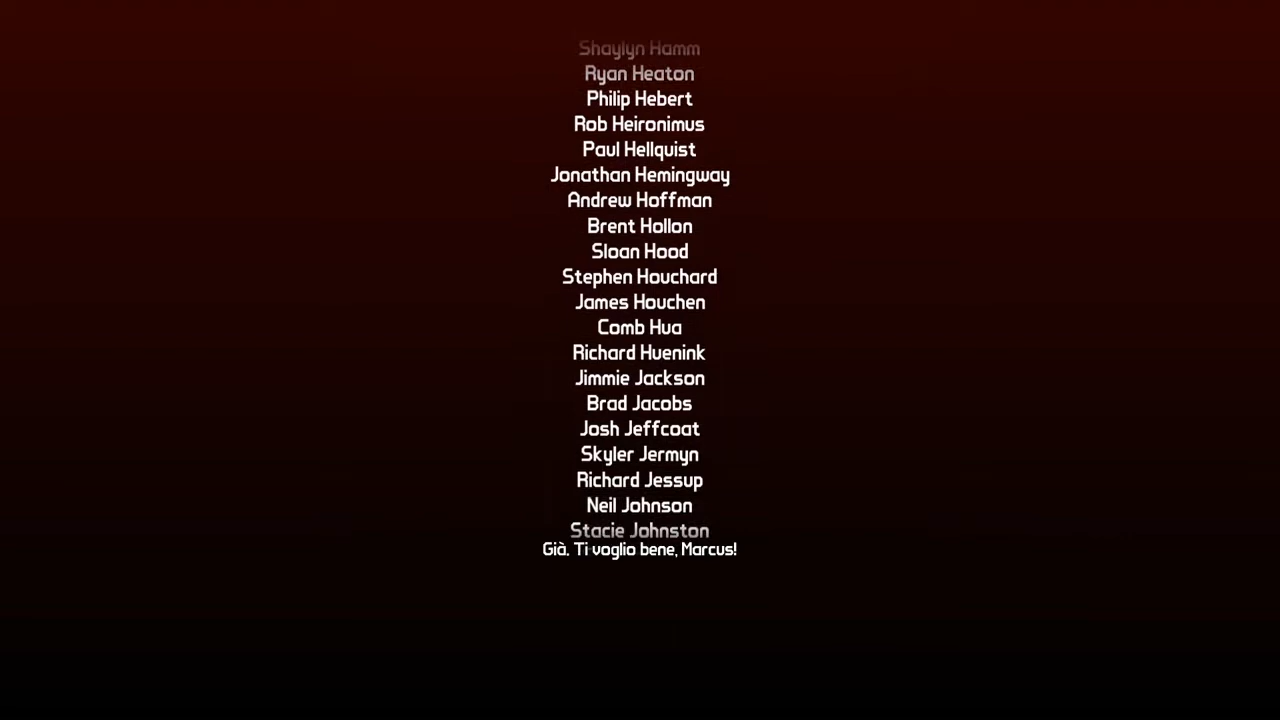 Shaylyn Hamm
Ryan Heaton
Philip Hebert
Rob Heironimus
Paul Hellquist
Jonathan Hemingway
Andrew Hoffman
Brent Hollon
Sloan Hood
Stephen Houchard
James Houchen
Comb Hua
Richard Huenink
Jimmie Jackson
Brad Jacobs
Josh Jeffcoat
Skyler Jermyn
Richard Jessup
Neil Johnson
Stacie Johnston
Già. Ti voglio bene, Marcus!